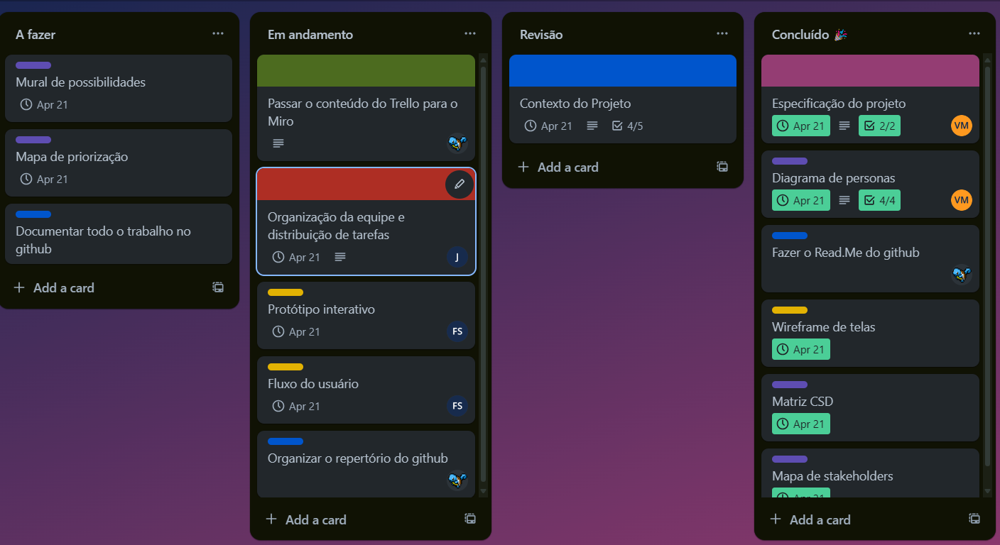 A fazer
Mural de possibilidades
Apr 21
Mapa de priorização
Apr 21
Documentar todo o trabalho no
github
Add a card
Em andamento
Passar o conteúdo do Trello para o
Miro
Organização da equipe e
distribuição de tarefas
Apr 21
J
Protótipo interativo
Apr 21
FS
Fluxo do usuário
Apr 21
FS
Organizar o repertório do github
Add a card
Revisão
Contexto do Projeto
Apr 21
4/5
Add a card
Concluído 🎉
Especificação do projeto
Apr 21
2/2
VM
Diagrama de personas
Apr 21
4/4
VM
Fazer o Read.Me do github
Wireframe de telas
Apr 21
Matriz CSD
Apr 21
Mapa de stakeholders
Apr 21
Add a card